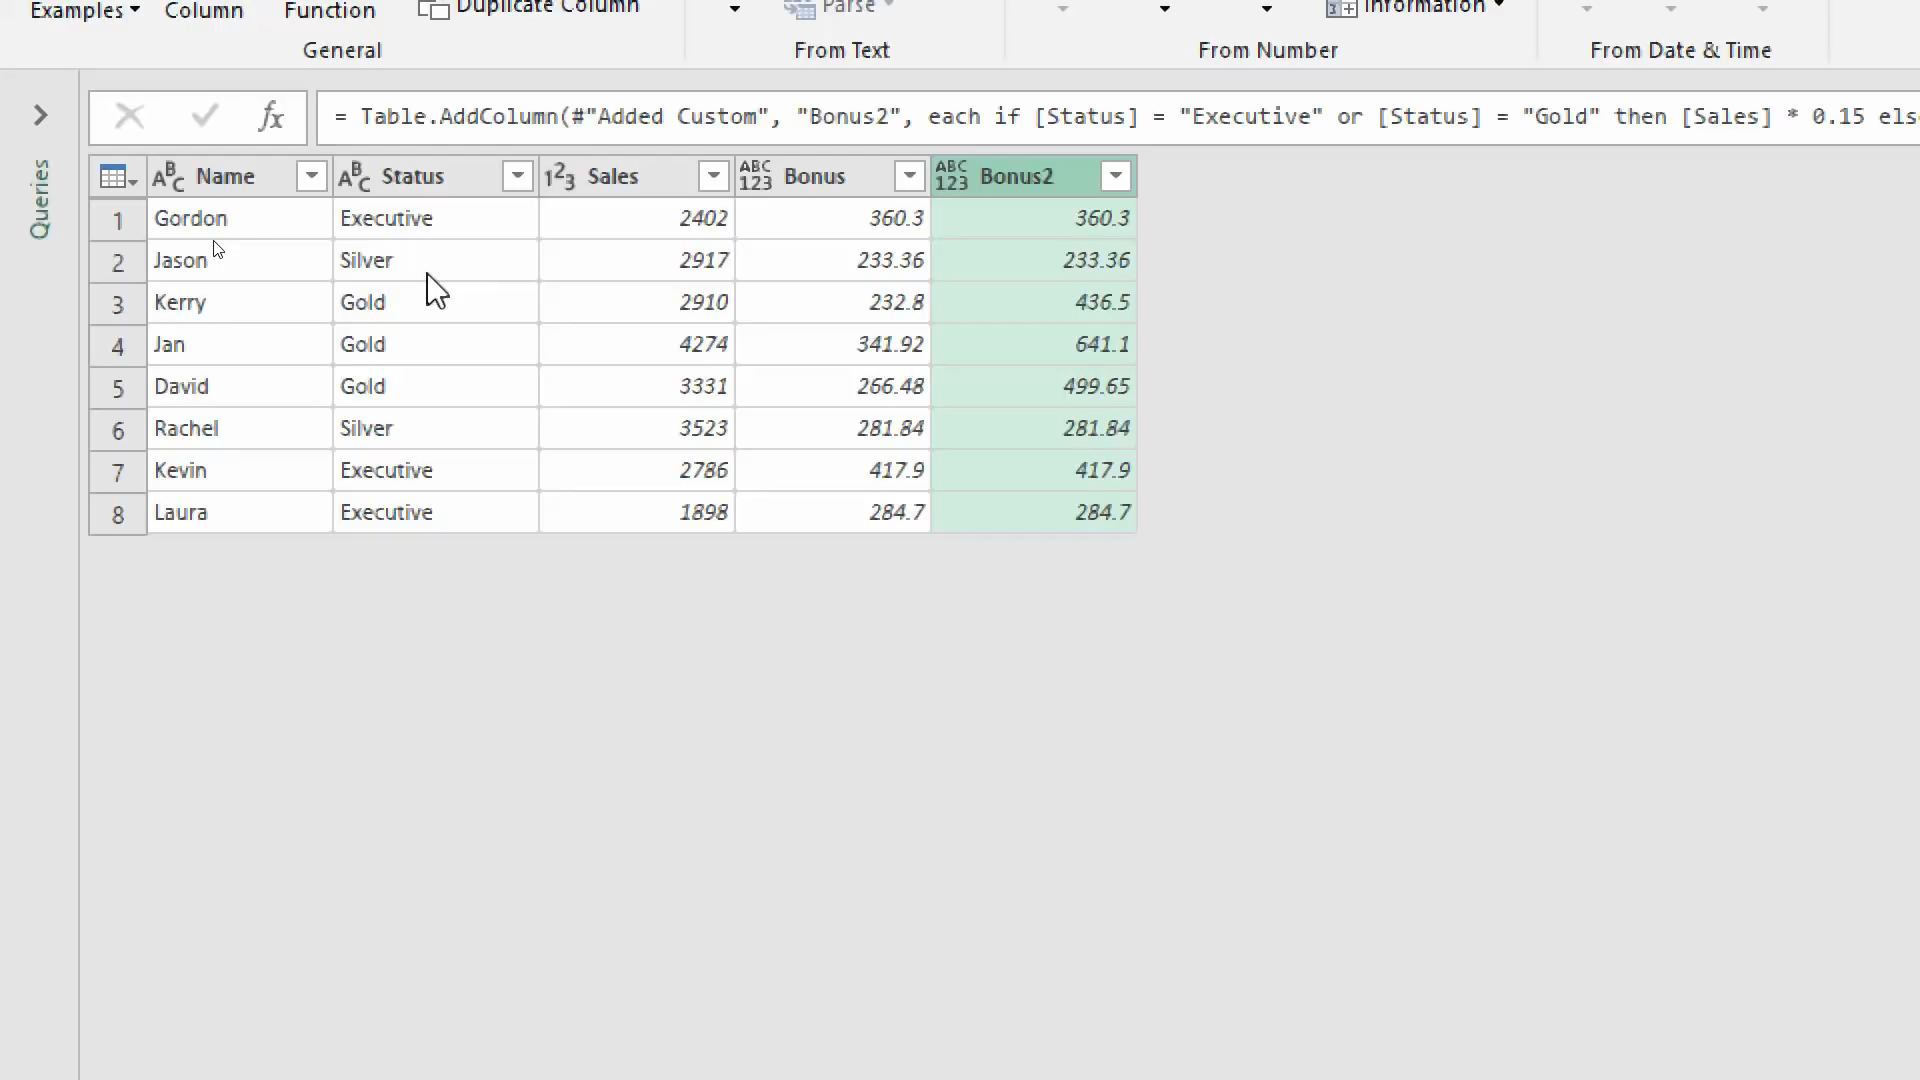 Examples Column Function Duplicate Column Parse Information
General From Text From Number From Date & Time
= Table.AddColumn(#"Added Custom", "Bonus2", each if [Status] = "Executive" or [Status] = "Gold" then [Sales] * 0.15 els
Queries
Name Status Sales Bonus Bonus2
1 Gordon Executive 2402 360.3 360.3
2 Jason Silver 2917 233.36 233.36
3 Kerry Gold 2910 232.8 436.5
4 Jan Gold 4274 341.92 641.1
5 David Gold 3331 266.48 499.65
6 Rachel Silver 3523 281.84 281.84
7 Kevin Executive 2786 417.9 417.9
8 Laura Executive 1898 284.7 284.7